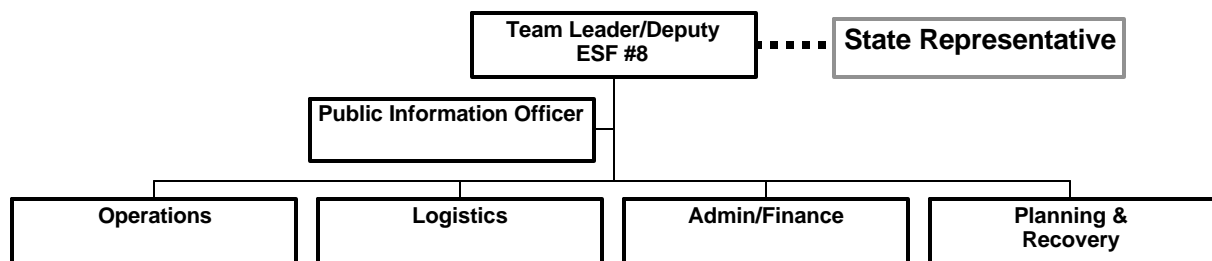 Team Leader/Deputy
ESF #8
State Representative
Public Information Officer
Operations
Logistics
Admin/Finance
Planning &
Recovery